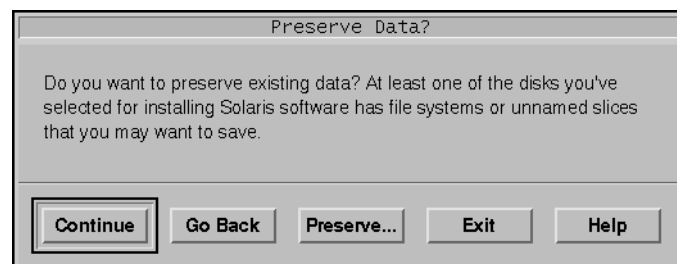 Preserve Data?
Do you want to preserve existing data? At least one of the disks you've
selected for installing Solaris software has file systems or unnamed slices
that you may want to save.
Continue Go Back Preserve... Exit Help